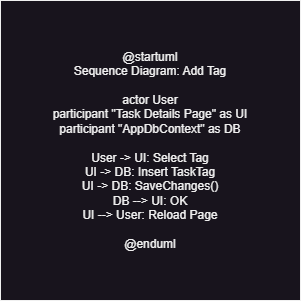 @startuml
Sequence Diagram: Add Tag
actor User
participant "Task Details Page" as UI
participant "AppDbContext" as DB
User -> UI: Select Tag
UI -> DB: Insert TaskTag
UI -> DB: SaveChanges()
DB --> UI: OK
UI --> User: Reload Page
@enduml